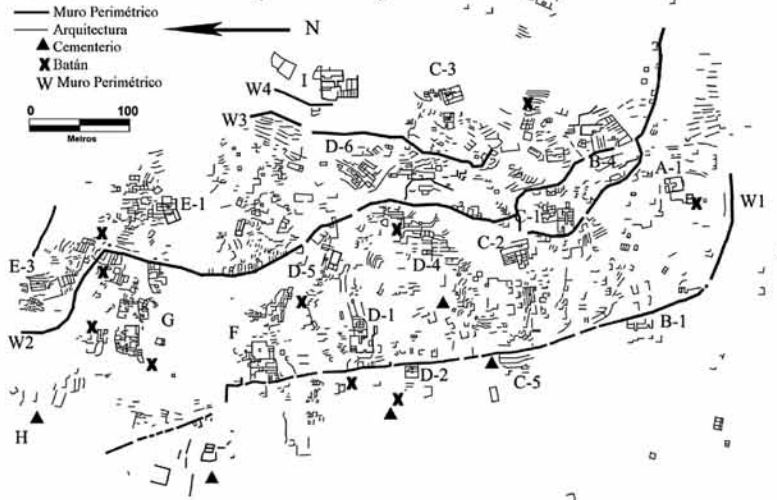 Muro Perimétrico
Arquitectura
Cementerio
Batán
W Muro Perimétrico
0 100
Metros
N
I
W4
W3
C-3
D-6
B-4
A-1
W1
E-1
C-1
C-2
E-3
D-5
D-4
W2
G
F
D-1
B-1
D-2
C-5
H